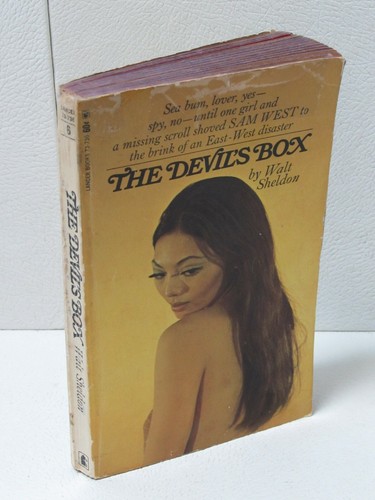 Sea bum, lover, yes—
spy, no—until one girl and
a missing scroll shoved SAM WEST to
the brink of an East-West disaster
THE DEVIL'S BOX
by Walt
Sheldon
THE DEVIL'S BOX Walt Sheldon